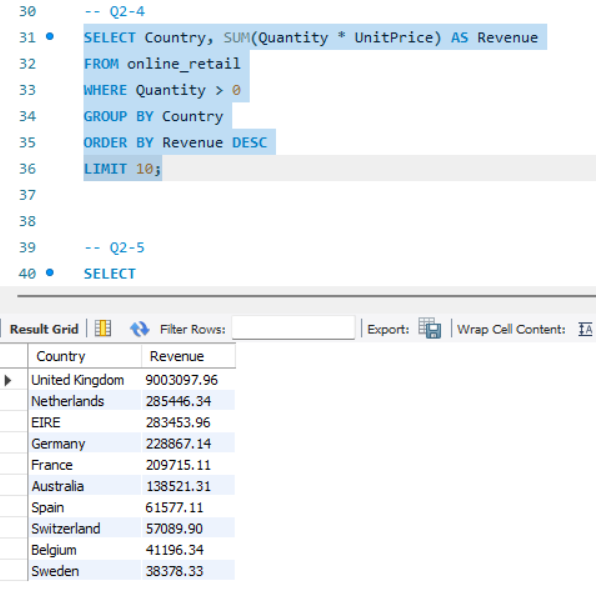 30 -- Q2-4
31 SELECT Country, SUM(Quantity * UnitPrice) AS Revenue
32 FROM online_retail
33 WHERE Quantity > 0
34 GROUP BY Country
35 ORDER BY Revenue DESC
36 LIMIT 10;
37
38
39 -- Q2-5
40 SELECT
Result Grid Filter Rows: Export: Wrap Cell Content: IA
Country Revenue
United Kingdom 9003097.96
Netherlands 285446.34
EIRE 283453.96
Germany 228867.14
France 209715.11
Australia 138521.31
Spain 61577.11
Switzerland 57089.90
Belgium 41196.34
Sweden 38378.33